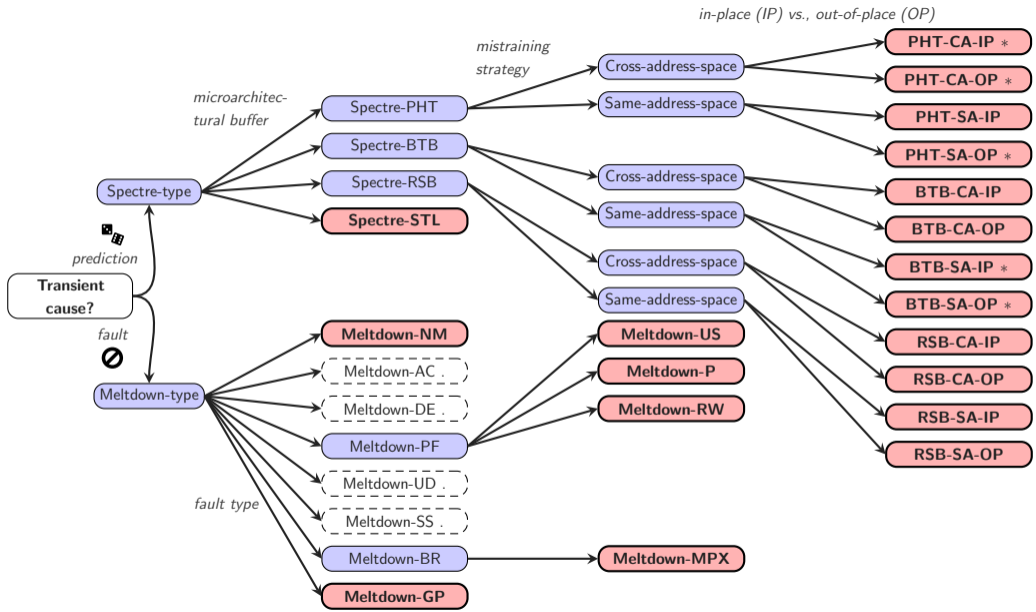 in-place (IP) vs., out-of-place (OP)
mistraining
strategy
microarchitec-
tural buffer
Transient
cause?
prediction
fault
Spectre-type
Meltdown-type
fault type
Spectre-PHT
Spectre-BTB
Spectre-RSB
Spectre-STL
Meltdown-NM
Meltdown-AC .
Meltdown-DE .
Meltdown-PF
Meltdown-UD .
Meltdown-SS .
Meltdown-BR
Meltdown-GP
Cross-address-space
Same-address-space
Cross-address-space
Same-address-space
Cross-address-space
Same-address-space
Meltdown-US
Meltdown-P
Meltdown-RW
Meltdown-MPX
PHT-CA-IP *
PHT-CA-OP *
PHT-SA-IP
PHT-SA-OP *
BTB-CA-IP
BTB-CA-OP
BTB-SA-IP *
BTB-SA-OP *
RSB-CA-IP
RSB-CA-OP
RSB-SA-IP
RSB-SA-OP